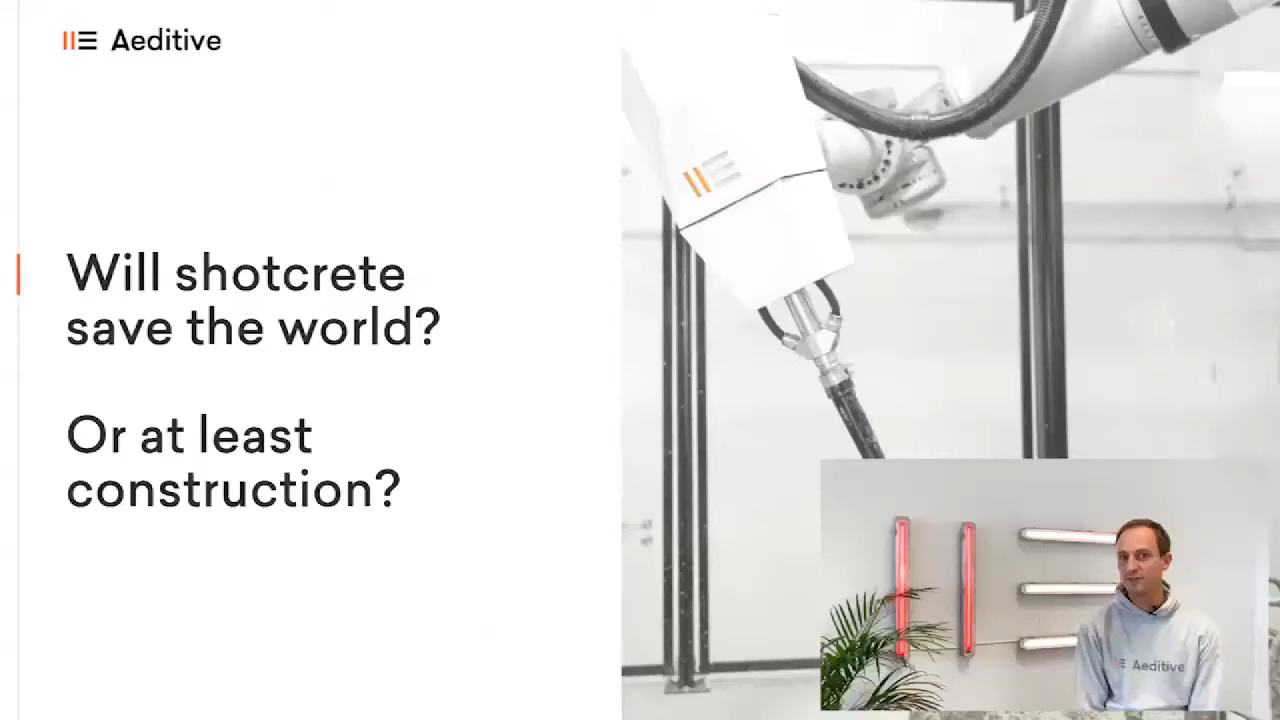 Aeditive
Will shotcrete
save the world?
Or at least
construction?
Aeditive